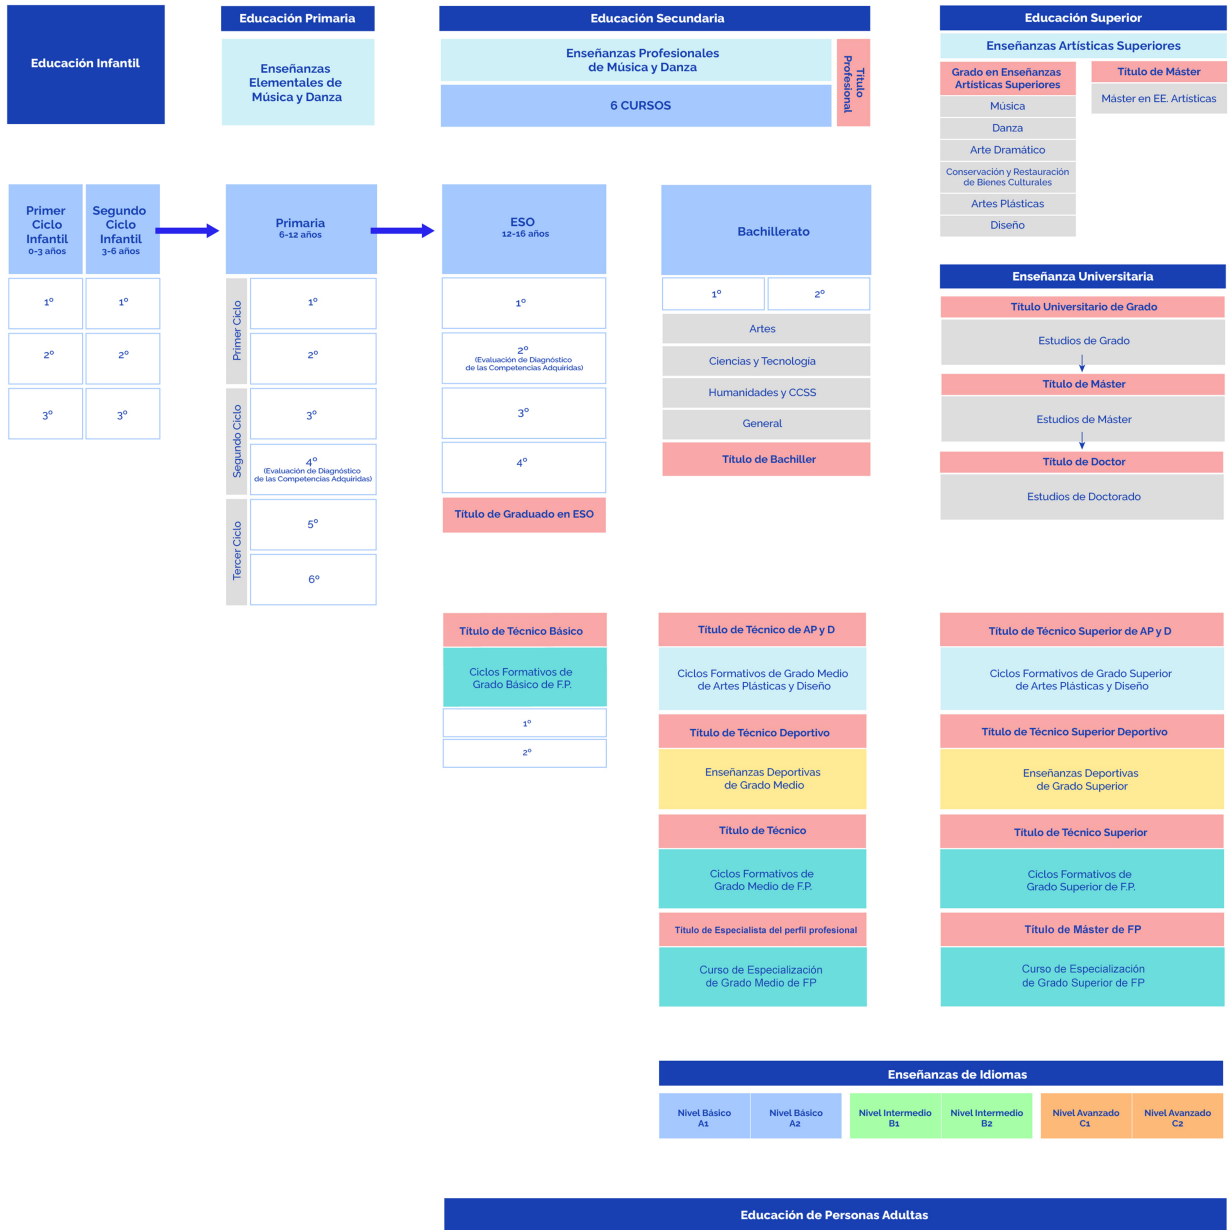 Educación Infantil
Educación Primaria
Enseñanzas
Elementales de
Música y Danza
Educación Secundaria
Enseñanzas Profesionales
de Música y Danza
6 CURSOS
Título
Profesional
Educación Superior
Enseñanzas Artísticas Superiores
Grado en Enseñanzas
Artísticas Superiores
Música
Danza
Arte Dramático
Conservación y Restauración
de Bienes Culturales
Artes Plásticas
Diseño
Título de Máster
Máster en EE. Artísticas
Primer
Ciclo
Infantil
0-3 años
1º
2º
3º
Segundo
Ciclo
Infantil
3-6 años
1º
2º
3º
Primaria
6-12 años
Primer Ciclo
1º
2º
Segundo Ciclo
3º
4º
(Evaluación de Diagnóstico
de las Competencias Adquiridas)
Tercer Ciclo
5º
6º
ESO
12-16 años
1º
2º
(Evaluación de Diagnóstico
de las Competencias Adquiridas)
3º
4º
Título de Graduado en ESO
Bachillerato
1º
2º
Artes
Ciencias y Tecnología
Humanidades y CCSS
General
Título de Bachiller
Enseñanza Universitaria
Título Universitario de Grado
Estudios de Grado
Título de Máster
Estudios de Máster
Título de Doctor
Estudios de Doctorado
Título de Técnico Básico
Ciclos Formativos de
Grado Básico de F.P.
1º
2º
Título de Técnico de AP y D
Ciclos Formativos de Grado Medio
de Artes Plásticas y Diseño
Título de Técnico Deportivo
Enseñanzas Deportivas
de Grado Medio
Título de Técnico
Ciclos Formativos de
Grado Medio de F.P.
Título de Especialista del perfil profesional
Curso de Especialización
de Grado Medio de FP
Título de Técnico Superior de AP y D
Ciclos Formativos de Grado Superior
de Artes Plásticas y Diseño
Título de Técnico Superior Deportivo
Enseñanzas Deportivas
de Grado Superior
Título de Técnico Superior
Ciclos Formativos de
Grado Superior de F.P.
Título de Máster de FP
Curso de Especialización
de Grado Superior de FP
Enseñanzas de Idiomas
Nivel Básico
A1
Nivel Básico
A2
Nivel Intermedio
B1
Nivel Intermedio
B2
Nivel Avanzado
C1
Nivel Avanzado
C2
Educación de Personas Adultas